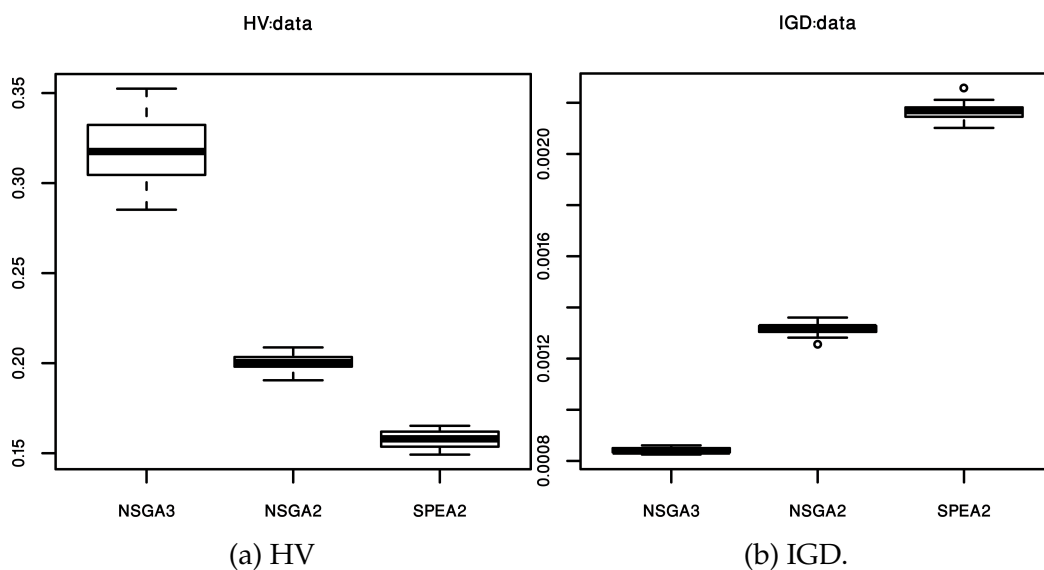 HV:data
0.35
0.30
0.25
0.20
0.15
NSGA3 NSGA2 SPEA2
(a) HV
IGD:data
0.0020
0.0016
0.0012
0.0008
NSGA3 NSGA2 SPEA2
(b) IGD.